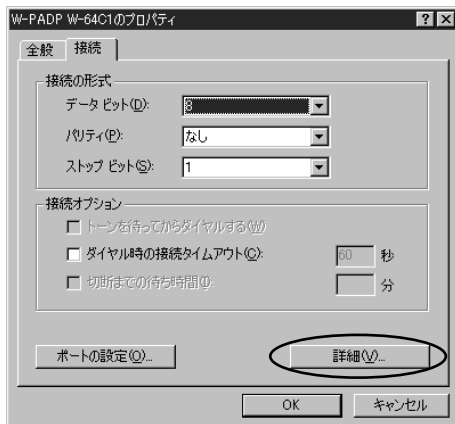 W-PADP W-64C1のプロパティ
全般 接続
接続の形式
データ ビット(D): 8
パリティ(P): なし
ストップ ビット(S): 1
接続オプション
トーンを待ってからダイヤルする(W)
ダイヤル時の接続タイムアウト(C): 60 秒
切断までの待ち時間(I): 分
ポートの設定(O)... 詳細(V)...
OK キャンセル